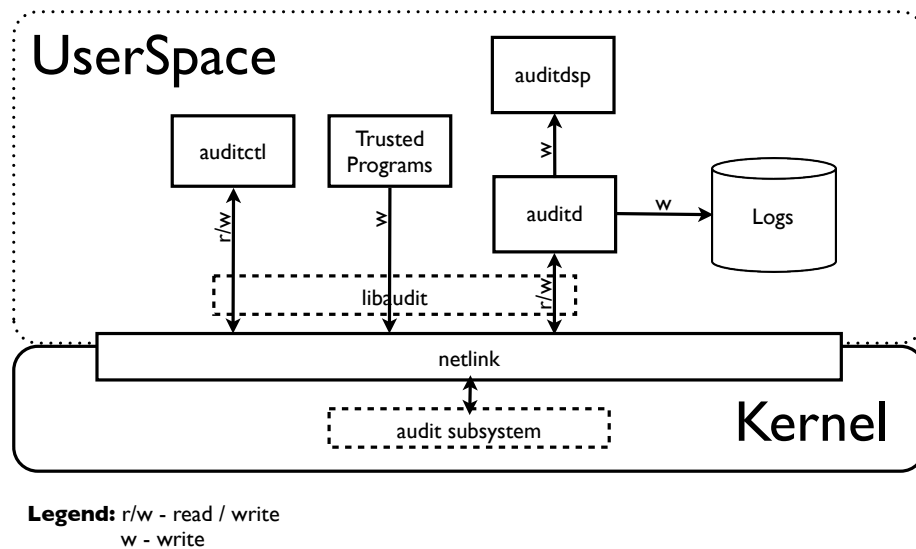 UserSpace
auditdsp
auditctl
Trusted
Programs
w
auditd
w
Logs
r/w
w
r/w
libaudit
netlink
audit subsystem
Kernel
Legend: r/w - read / write
w - write